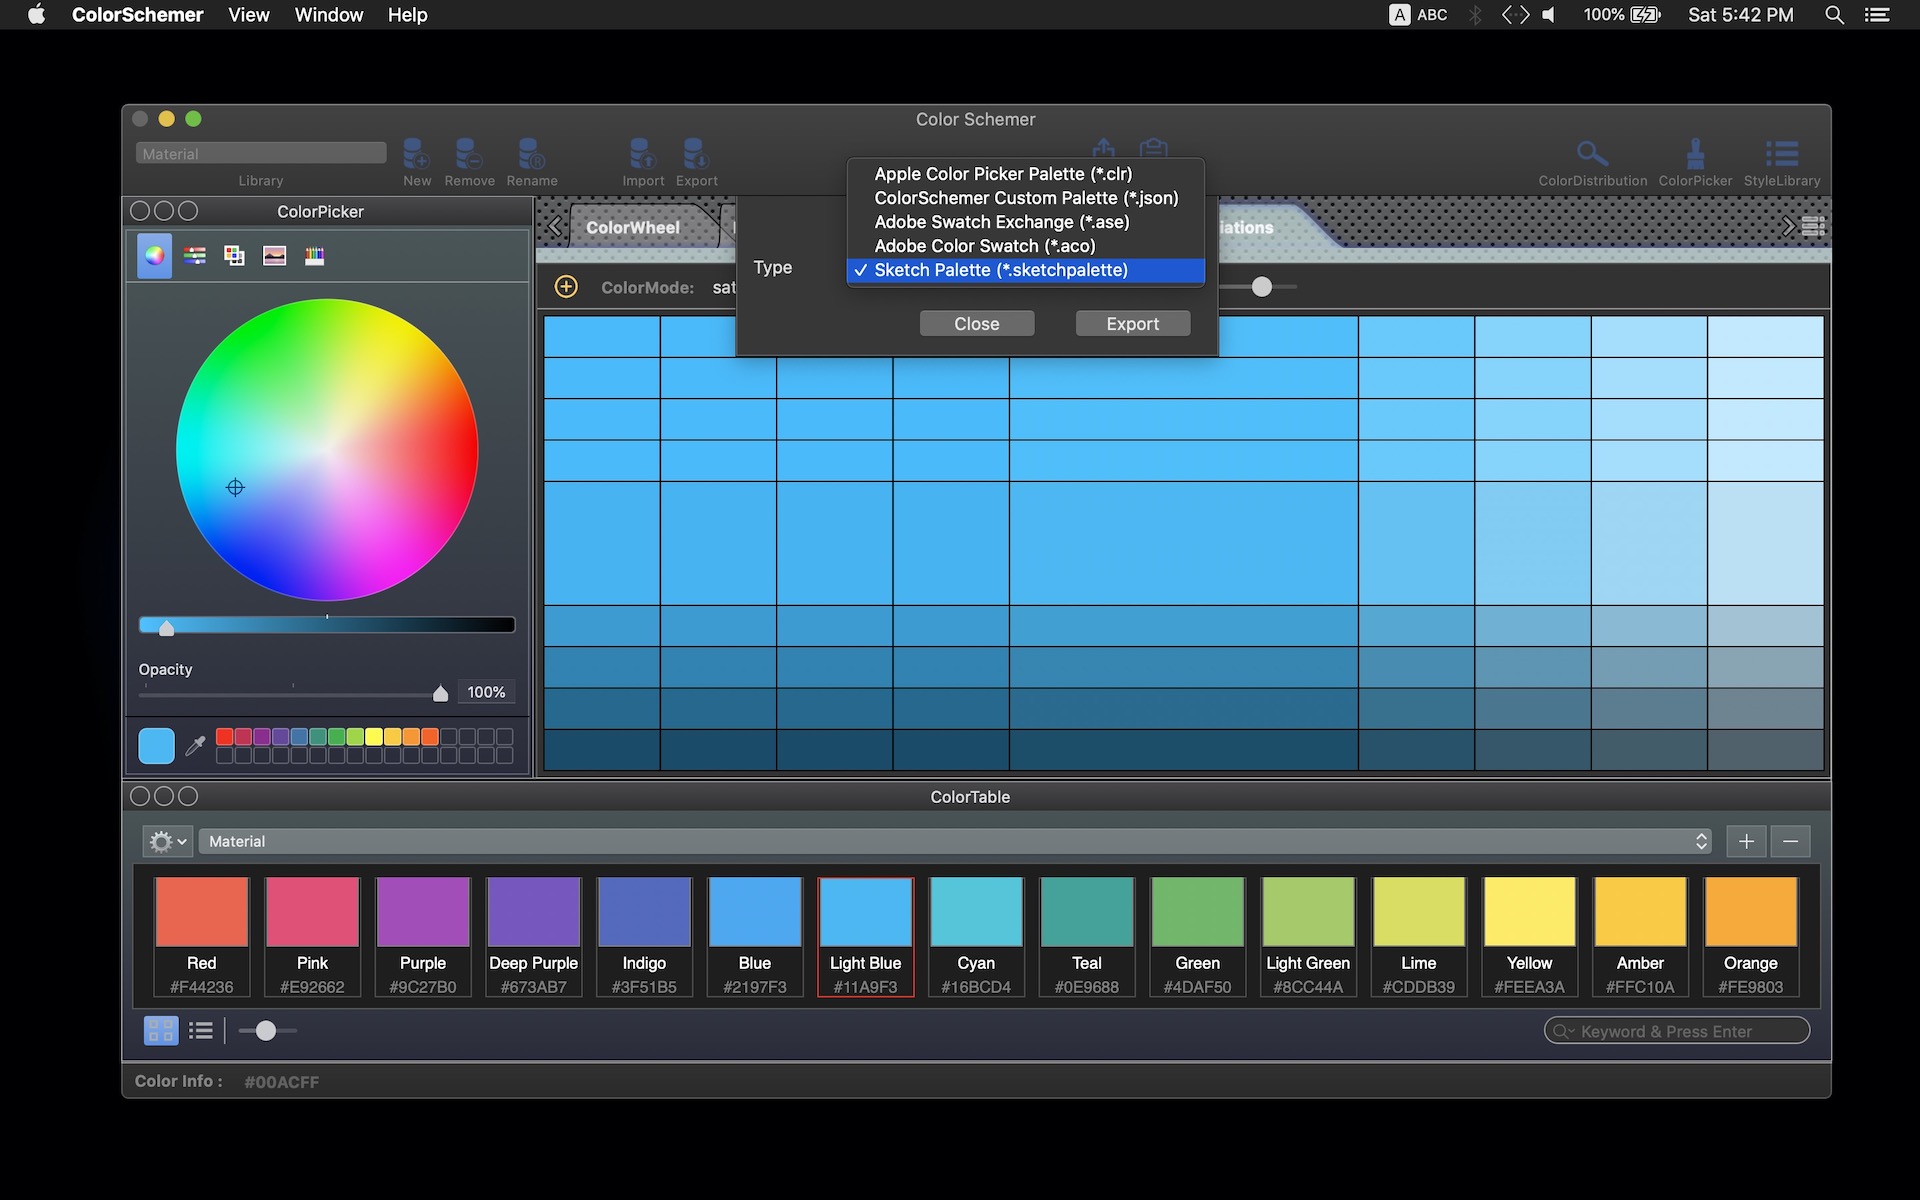 ColorSchemer View Window Help
A ABC 100% Sat 5:42 PM
Color Schemer
Material
Library
New Remove Rename Import Export ColorDistribution ColorPicker StyleLibrary
Apple Color Picker Palette (*.clr)
ColorSchemer Custom Palette (*.json)
Adobe Swatch Exchange (*.ase)
Adobe Color Swatch (*.aco)
✓ Sketch Palette (*.sketchpalette)
Type
Close Export
ColorPicker
ColorWheel iations
ColorMode: sat
Opacity
100%
ColorTable
Material
Red Pink Purple Deep Purple Indigo Blue Light Blue Cyan Teal Green Light Green Lime Yellow Amber Orange
#F44236 #E92662 #9C27B0 #673AB7 #3F51B5 #2197F3 #11A9F3 #16BCD4 #0E9688 #4DAF50 #8CC44A #CDDB39 #FEEA3A #FFC10A #FE9803
Keyword & Press Enter
Color Info : #00ACFF